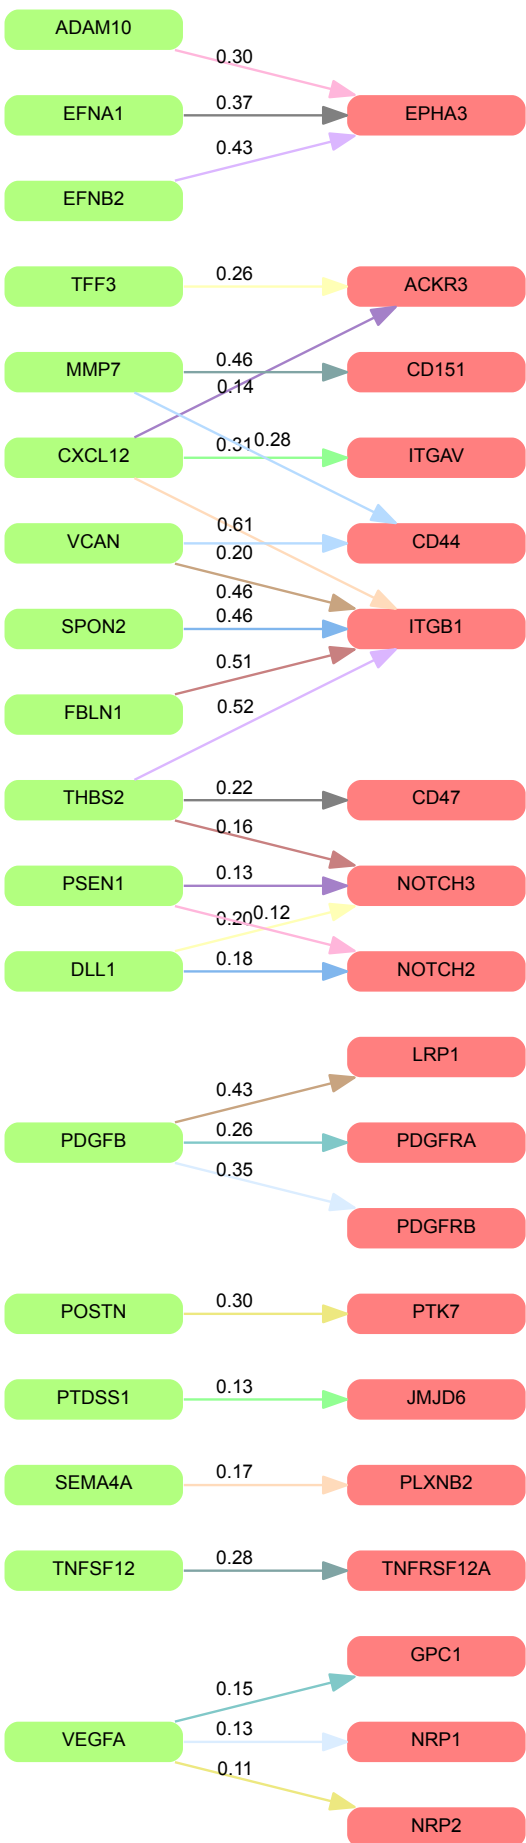 ADAM10
0.30
EFNA1
0.37
EPHA3
0.43
EFNB2
TFF3
0.26
ACKR3
MMP7
0.46
CD151
0.14
CXCL12
0.31
0.28
ITGAV
VCAN
0.61
CD44
0.20
0.46
SPON2
0.46
ITGB1
0.51
FBLN1
0.52
THBS2
0.22
CD47
0.16
PSEN1
0.13
NOTCH3
0.20
0.12
DLL1
0.18
NOTCH2
LRP1
0.43
PDGFB
0.26
PDGFRA
0.35
PDGFRB
POSTN
0.30
PTK7
PTDSS1
0.13
JMJD6
SEMA4A
0.17
PLXNB2
TNFSF12
0.28
TNFRSF12A
GPC1
0.15
VEGFA
0.13
NRP1
0.11
NRP2